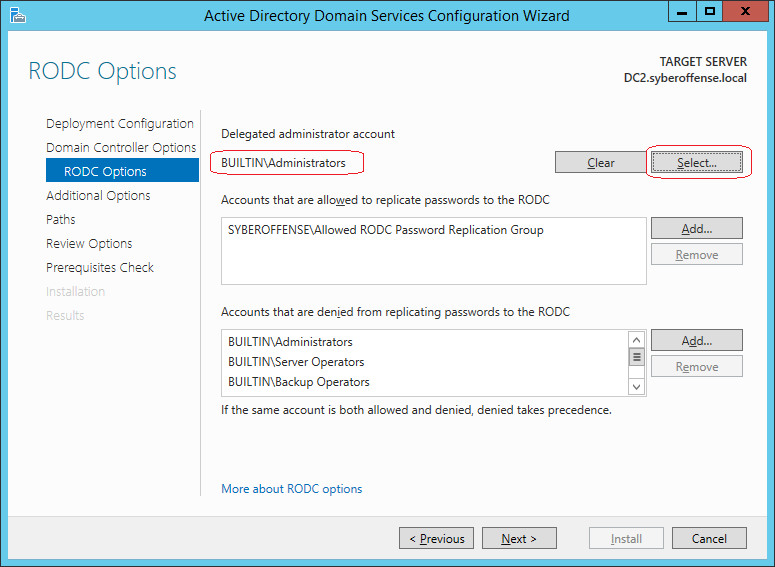 Active Directory Domain Services Configuration Wizard
RODC Options
TARGET SERVER
DC2.syberoffense.local
Deployment Configuration
Domain Controller Options
RODC Options
Additional Options
Paths
Review Options
Prerequisites Check
Installation
Results
Delegated administrator account
BUILTIN\Administrators
Clear
Select...
Accounts that are allowed to replicate passwords to the RODC
SYBEROFFENSE\Allowed RODC Password Replication Group
Add...
Remove
Accounts that are denied from replicating passwords to the RODC
BUILTIN\Administrators
BUILTIN\Server Operators
BUILTIN\Backup Operators
Add...
Remove
If the same account is both allowed and denied, denied takes precedence.
More about RODC options
< Previous
Next >
Install
Cancel